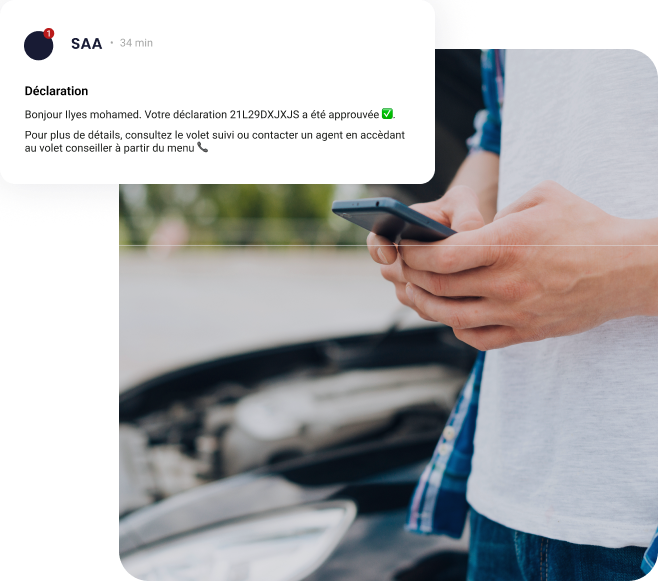 1
SAA • 34 min
Déclaration
Bonjour Ilyes mohamed. Votre déclaration 21L29DXJXJS a été approuvée ✅.
Pour plus de détails, consultez le volet suivi ou contacter un agent en accèdant
au volet conseiller à partir du menu 📞